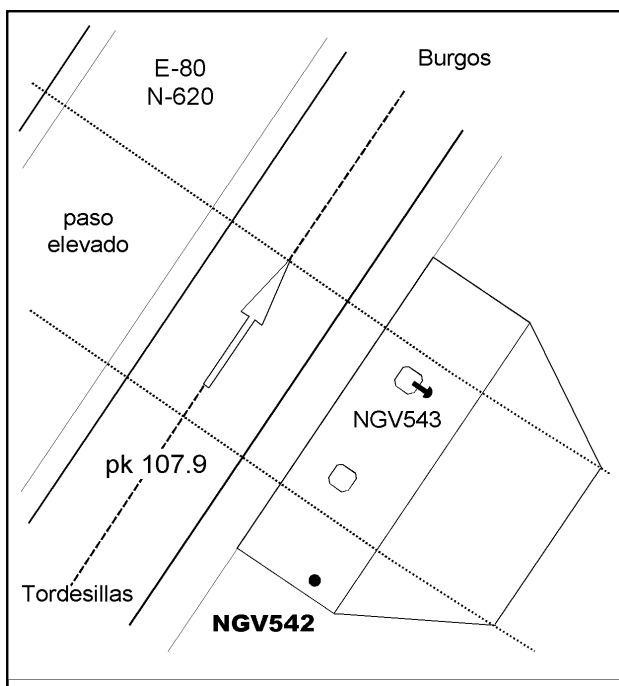 Burgos
E-80
N-620
paso
elevado
NGV543
pk 107.9
Tordesillas
NGV542